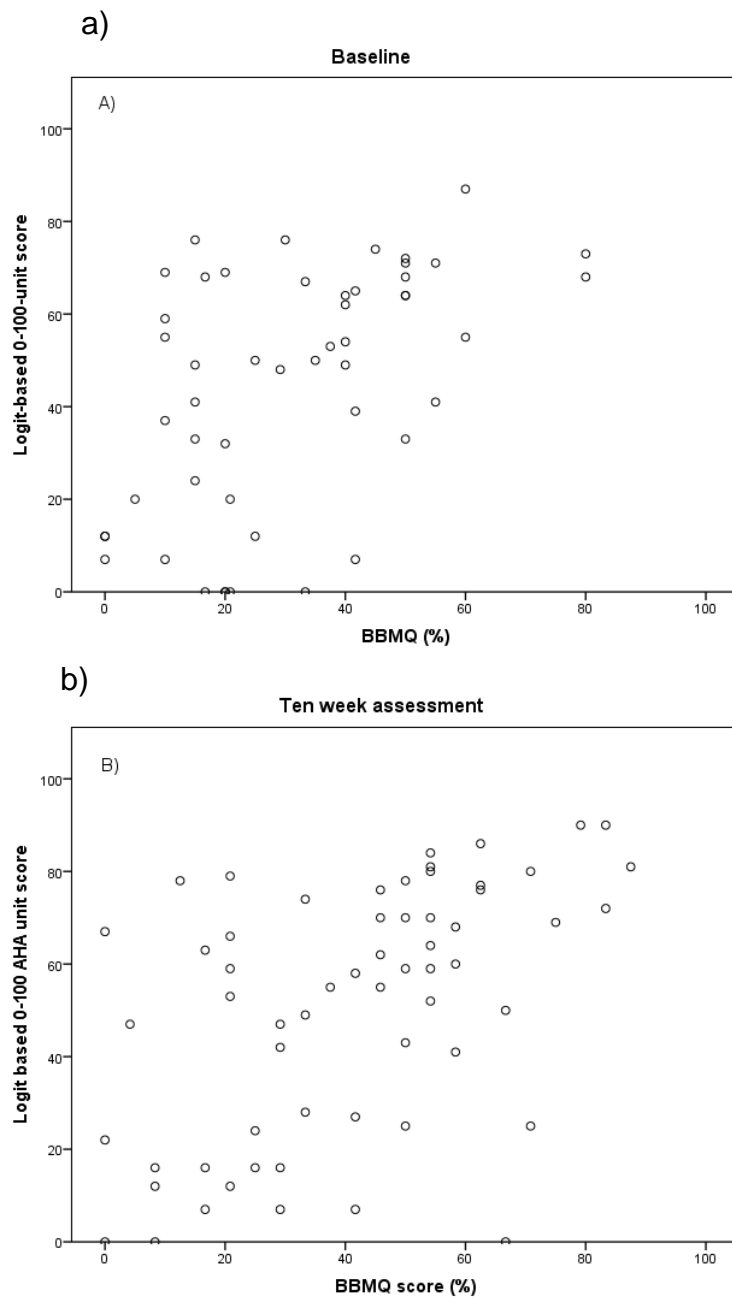 a)
Baseline
A)
Logit-based 0-100-unit score
100
80
60
40
20
0
0 20 40 60 80 100
BBMQ (%)
b)
Ten week assessment
B)
Logit based 0-100 AHA unit score
100
80
60
40
20
0
0 20 40 60 80 100
BBMQ score (%)